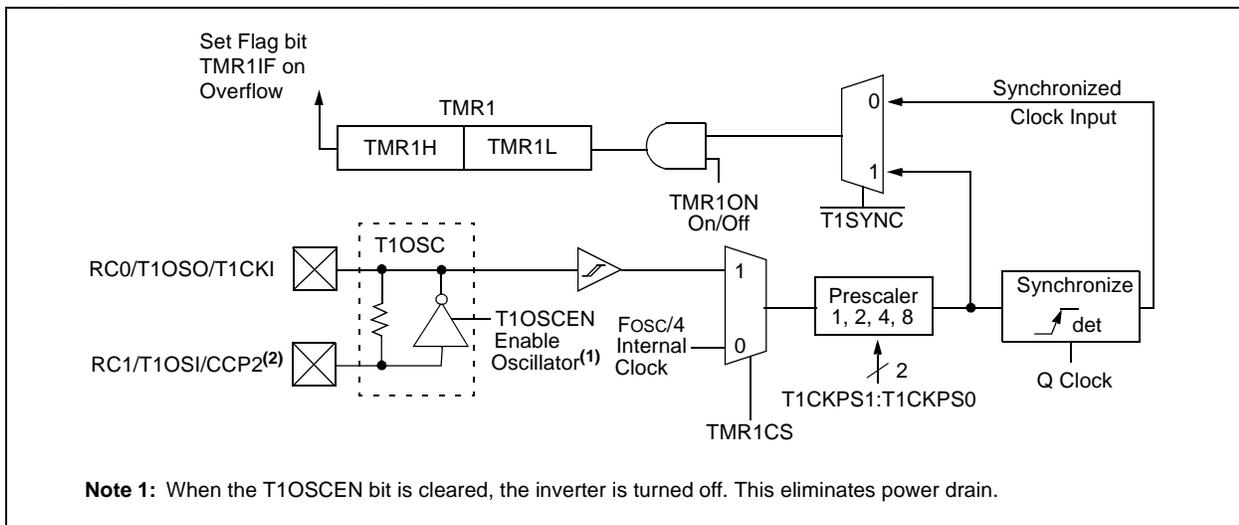 Set Flag bit
TMR1IF on
Overflow
TMR1
TMR1H
TMR1L
0
1
Synchronized
Clock Input
TMR1ON
On/Off
T1SYNC
T1OSC
RC0/T1OSO/T1CKI
RC1/T1OSI/CCP2(2)
T1OSCEN
Enable
Oscillator(1)
FOSC/4
Internal
Clock
1
0
TMR1CS
Prescaler
1, 2, 4, 8
2
T1CKPS1:T1CKPS0
Synchronize
det
Q Clock
Note 1: When the T1OSCEN bit is cleared, the inverter is turned off. This eliminates power drain.